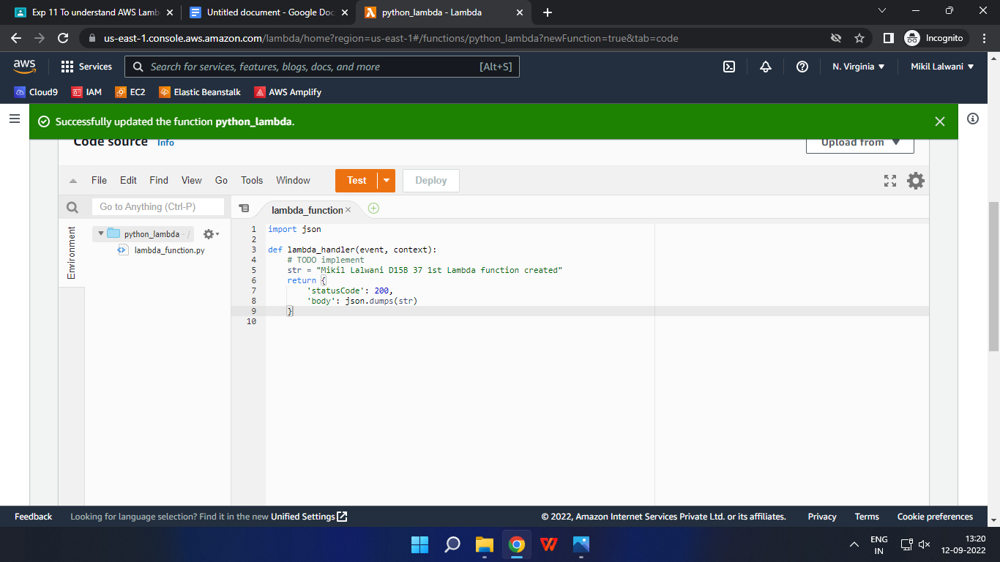 Exp 11 To understand AWS Lamb
Untitled document - Google Doc
python_lambda - Lambda
us-east-1.console.aws.amazon.com/lambda/home?region=us-east-1#/functions/python_lambda?newFunction=true&tab=code
Incognito
aws
Services
Search for services, features, blogs, docs, and more
[Alt+S]
N. Virginia
Mikil Lalwani
Cloud9
IAM
EC2
Elastic Beanstalk
AWS Amplify
Successfully updated the function python_lambda.
Code source Info
Upload from
File Edit Find View Go Tools Window
Test
Deploy
Go to Anything (Ctrl-P)
lambda_function
Environment
python_lambda - /
lambda_function.py
1 import json
2
3 def lambda_handler(event, context):
4 # TODO implement
5 str = "Mikil Lalwani D15B 37 1st Lambda function created"
6 return {
7 'statusCode': 200,
8 'body': json.dumps(str)
9 }
10
Feedback
Looking for language selection? Find it in the new Unified Settings
© 2022, Amazon Internet Services Private Ltd. or its affiliates.
Privacy
Terms
Cookie preferences
ENG
IN
13:20
12-09-2022